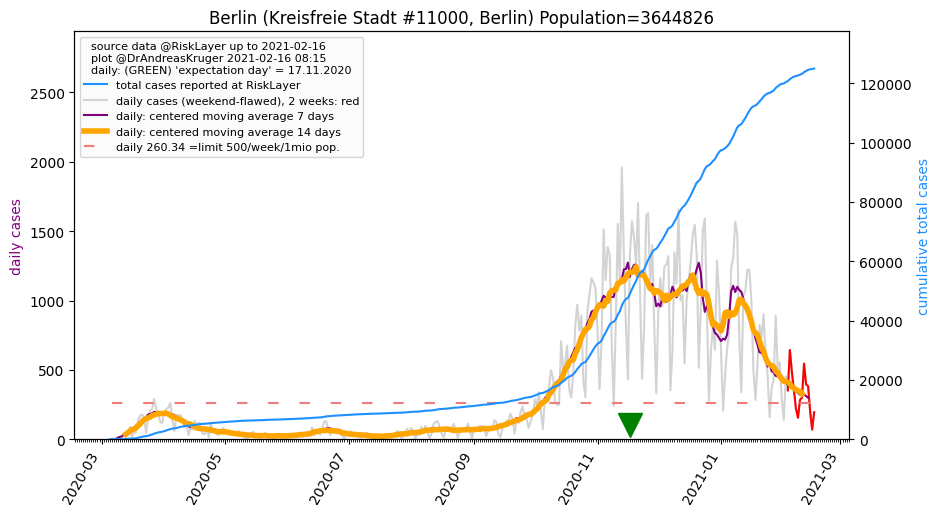 Berlin (Kreisfreie Stadt #11000, Berlin) Population=3644826
source data @RiskLayer up to 2021-02-16
plot @DrAndreasKruger 2021-02-16 08:15
daily: (GREEN) 'expectation day' = 17.11.2020
total cases reported at RiskLayer
daily cases (weekend-flawed), 2 weeks: red
daily: centered moving average 7 days
daily: centered moving average 14 days
daily 260.34 =limit 500/week/1mio pop.
daily cases
2500
2000
1500
1000
500
0
cumulative total cases
120000
100000
80000
60000
40000
20000
0
2020-03
2020-05
2020-07
2020-09
2020-11
2021-01
2021-03